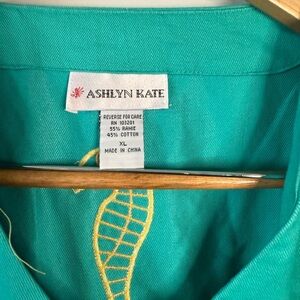 ASHLYN KATE
REVERSE FOR CARE
RN 103201
55% RAMIE
45% COTTON
XL
MADE IN CHINA